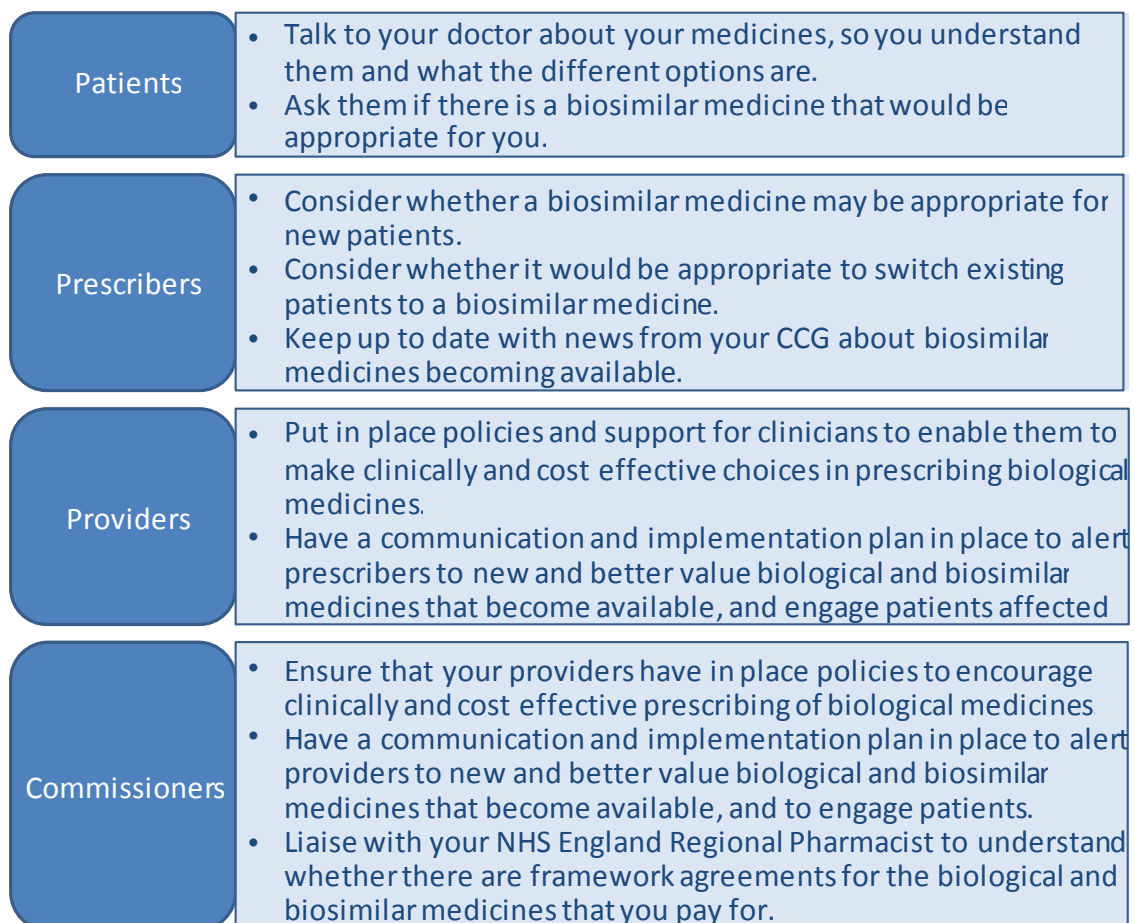 Patients
• Talk to your doctor about your medicines, so you understand
them and what the different options are.
• Ask them if there is a biosimilar medicine that would be
appropriate for you.
Prescribers
• Consider whether a biosimilar medicine may be appropriate for
new patients.
• Consider whether it would be appropriate to switch existing
patients to a biosimilar medicine.
• Keep up to date with news from your CCG about biosimilar
medicines becoming available.
Providers
• Put in place policies and support for clinicians to enable them to
make clinically and cost effective choices in prescribing biological
medicines.
• Have a communication and implementation plan in place to alert
prescribers to new and better value biological and biosimilar
medicines that become available, and engage patients affected.
Commissioners
• Ensure that your providers have in place policies to encourage
clinically and cost effective prescribing of biological medicines.
• Have a communication and implementation plan in place to alert
providers to new and better value biological and biosimilar
medicines that become available, and to engage patients.
• Liaise with your NHS England Regional Pharmacist to understand
whether there are framework agreements for the biological and
biosimilar medicines that you pay for.